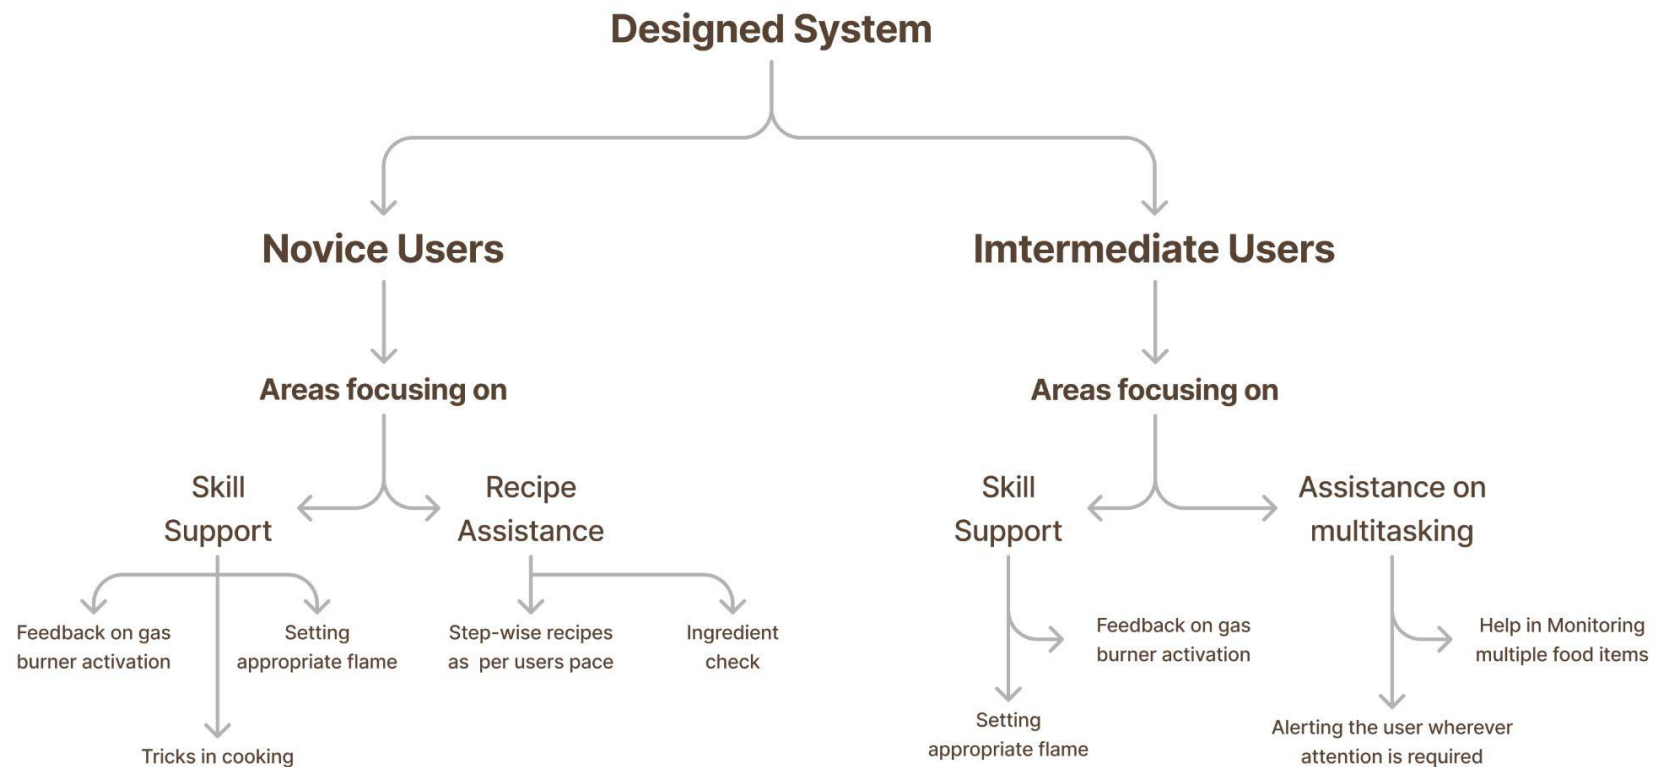 Designed System
Novice Users
Imtermediate Users
Areas focusing on
Areas focusing on
Skill
Support
Recipe
Assistance
Skill
Support
Assistance on
multitasking
Feedback on gas
burner activation
Setting
appropriate flame
Tricks in cooking
Step-wise recipes
as per users pace
Ingredient
check
Feedback on gas
burner activation
Setting
appropriate flame
Help in Monitoring
multiple food items
Alerting the user wherever
attention is required